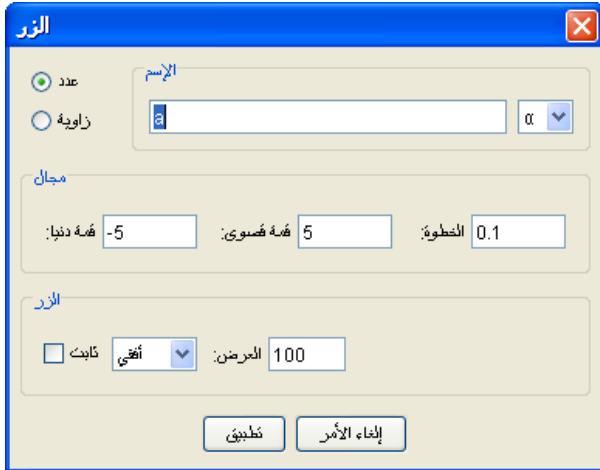 الزر
عدد
زاوية
الإسم
a
α
مجال
قمة دنيا: -5
قمة قصوى: 5
الخطوة: 0.1
الزر
ثابت
أفقي
العرض: 100
تطبيق
إلغاء الأمر